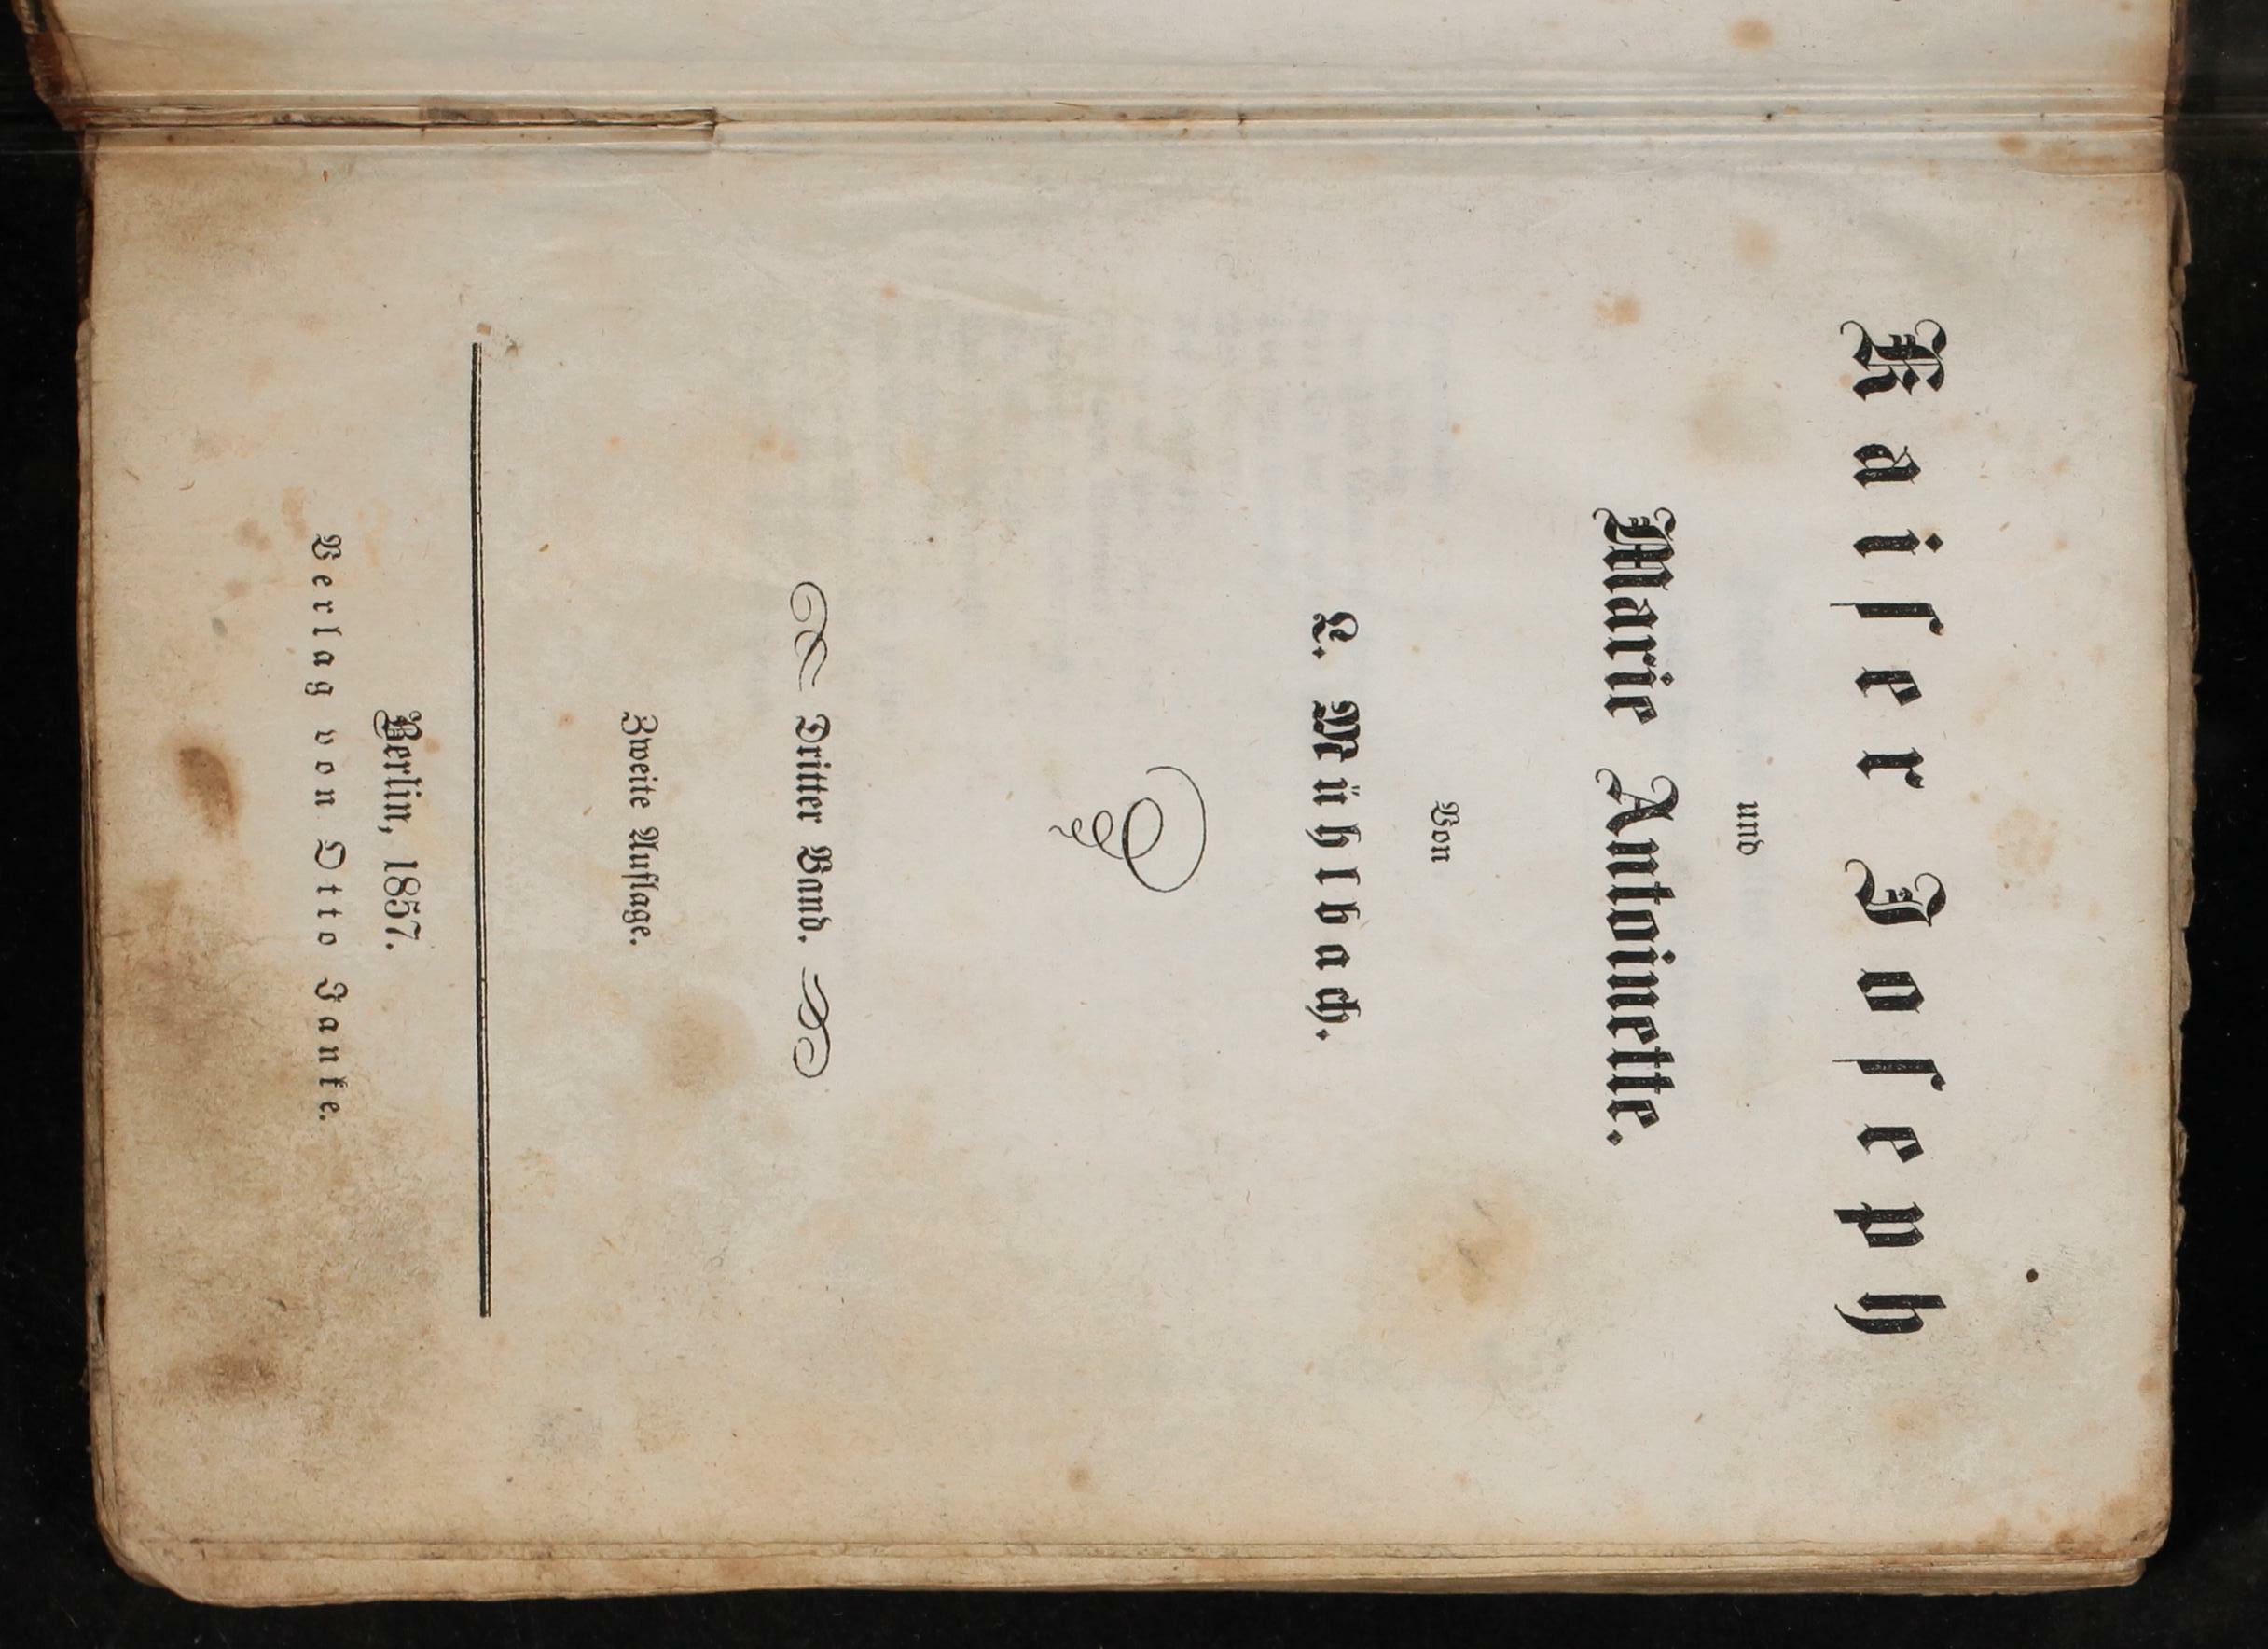 Kaiſer Joſeph
und
Marie Antoinette.
Von
L. Mühlbach.
Dritter Band.
Zweite Auflage.
Berlin, 1857.
Verlag von Otto Janke.